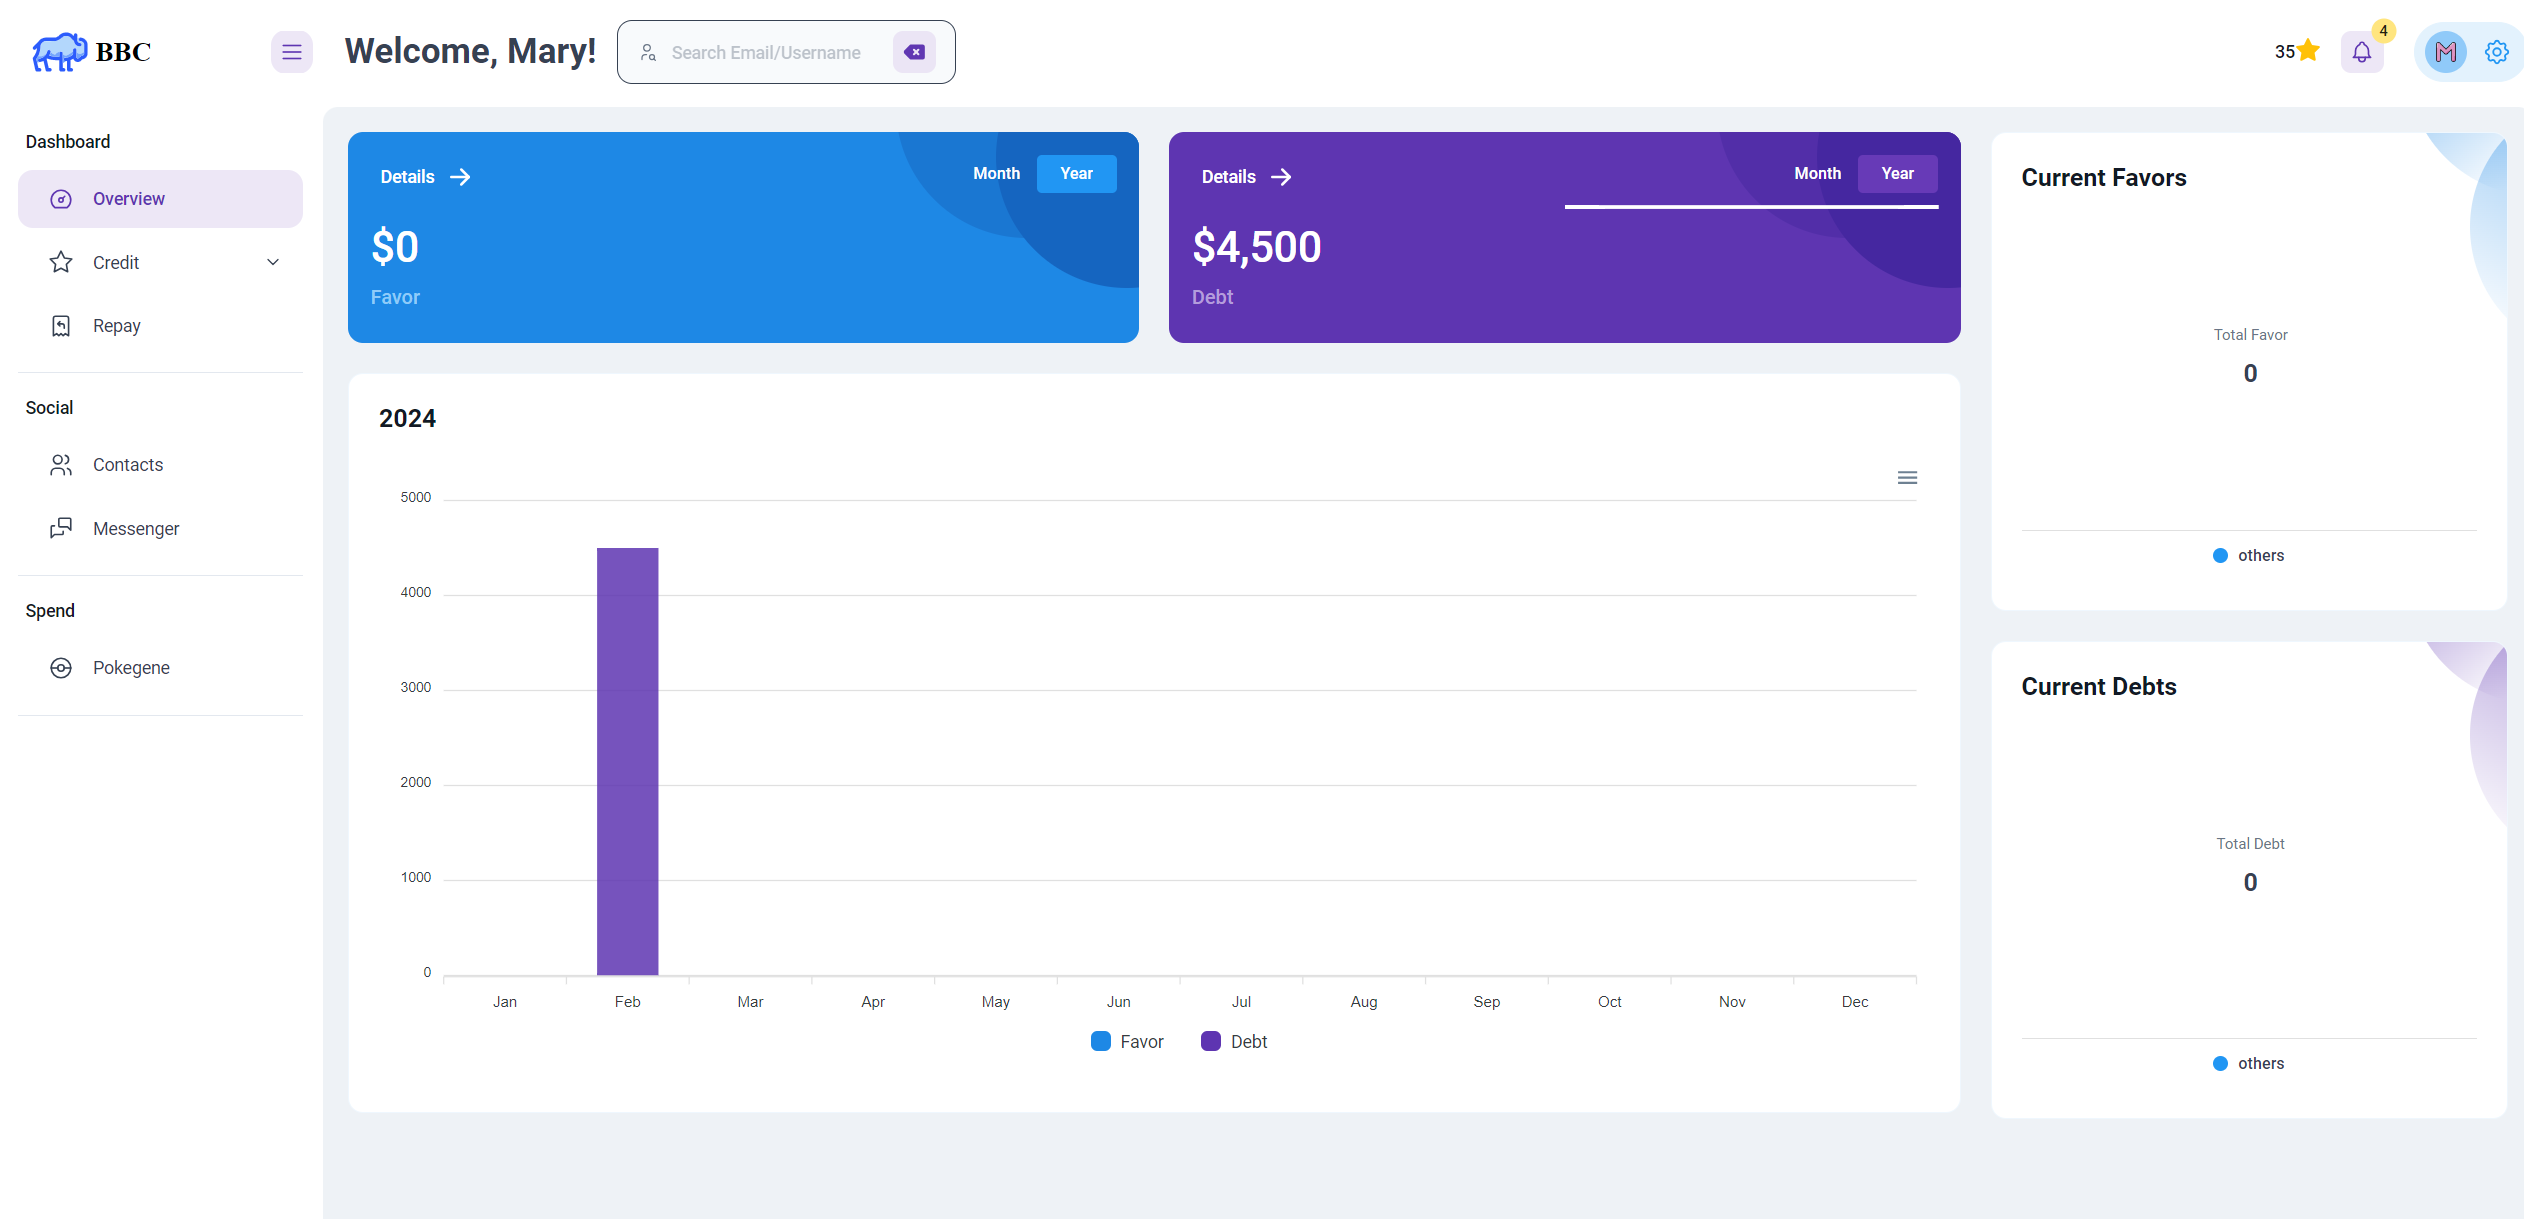 BBC
Welcome, Mary!
Search Email/Username
35
4
M
Dashboard
Overview
Credit
Repay
Social
Contacts
Messenger
Spend
Pokegene
Details
Month
Year
$0
Favor
Details
Month
Year
$4,500
Debt
2024
5000
4000
3000
2000
1000
0
Jan Feb Mar Apr May Jun Jul Aug Sep Oct Nov Dec
Favor Debt
Current Favors
Total Favor
0
others
Current Debts
Total Debt
0
others